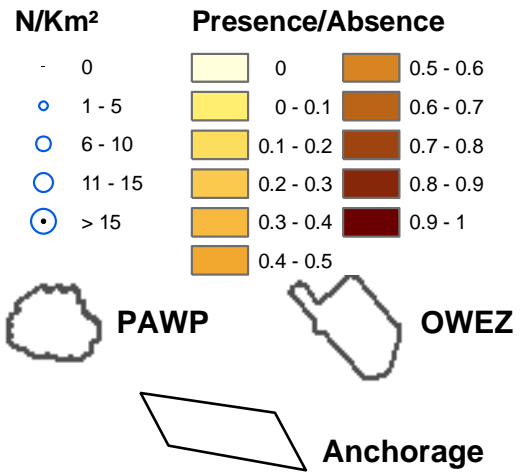 N/Km²
-  0
1 - 5
6 - 10
11 - 15
> 15
Presence/Absence
0
0 - 0.1
0.1 - 0.2
0.2 - 0.3
0.3 - 0.4
0.4 - 0.5
0.5 - 0.6
0.6 - 0.7
0.7 - 0.8
0.8 - 0.9
0.9 - 1
PAWP
OWEZ
Anchorage